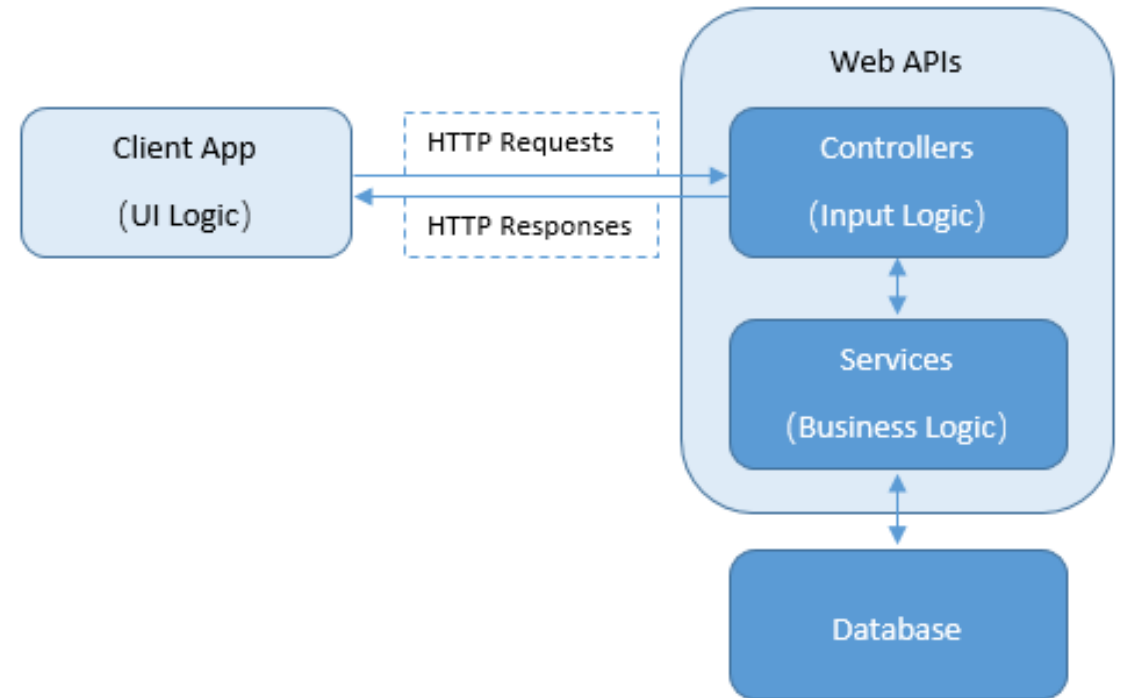 Web APIs
Client App
(UI Logic)
HTTP Requests
HTTP Responses
Controllers
(Input Logic)
Services
(Business Logic)
Database